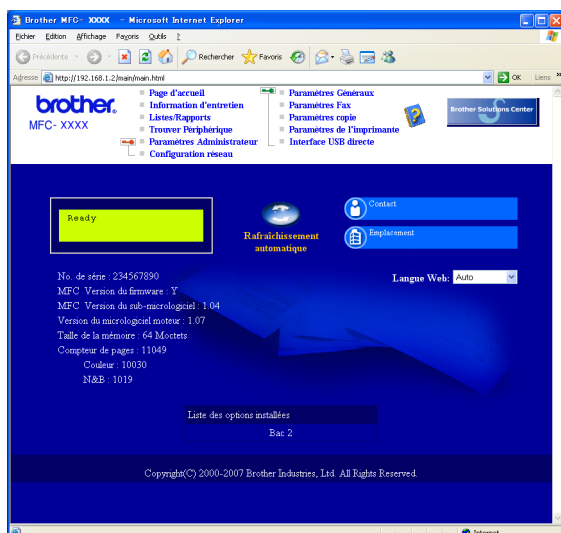 Brother MFC- XXXX - Microsoft Internet Explorer
Fichier Edition Affichage Favoris Outils ?
Précédente Rechercher Favoris
Adresse http://192.168.1.2/main/main.html OK Liens »
brother.
MFC- XXXX
Page d'accueil
Information d'entretien
Listes/Rapports
Trouver Périphérique
Paramètres Administrateur
Configuration réseau
Paramètres Généraux
Paramètres Fax
Paramètres copie
Paramètres de l'imprimante
Interface USB directe
Brother Solutions Center
Ready
Rafraîchissement
automatique
Contact
Emplacement
Langue Web: Auto
No. de série : 234567890
MFC Version du firmware : Y
MFC Version du sub-micrologiciel : 1.04
Version du micrologiciel moteur : 1.07
Taille de la mémoire : 64 Moctets
Compteur de pages : 11049
Couleur : 10030
N&B : 1019
Liste des options installées
Bac 2
Copyright(C) 2000-2007 Brother Industries, Ltd. All Rights Reserved.
Internet